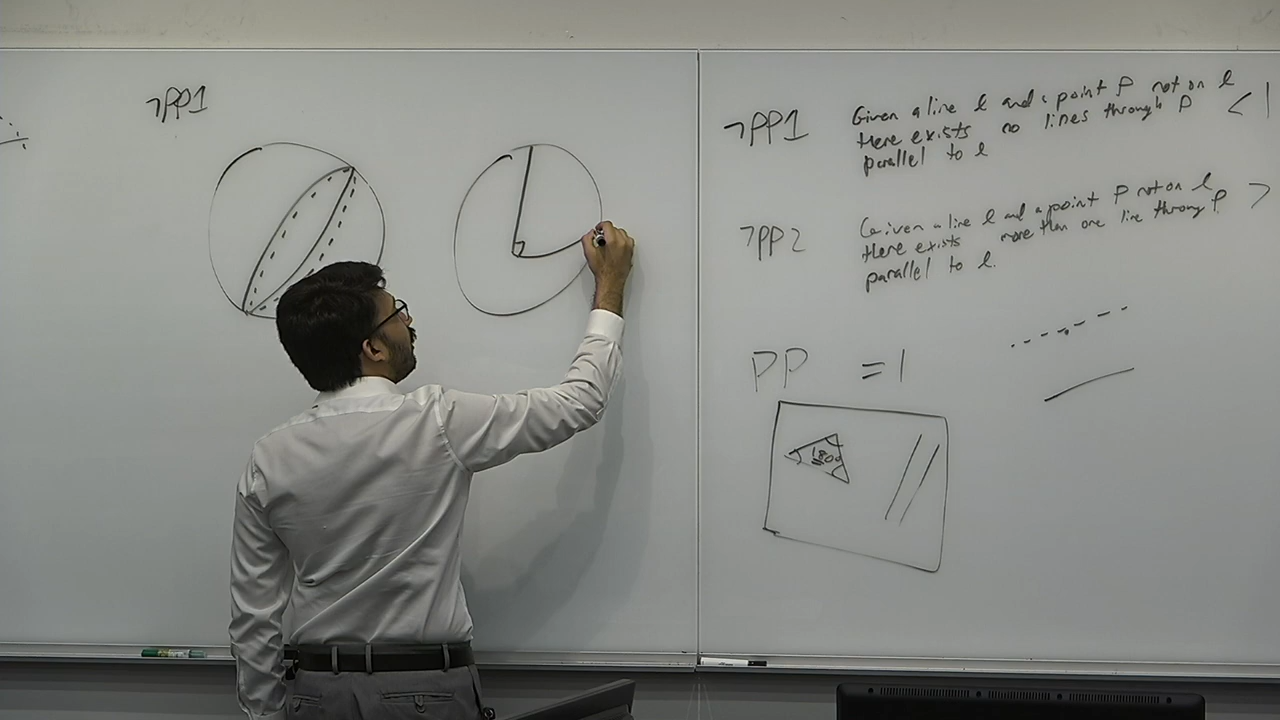 ¬PP1
¬PP1
Given a line l and a point P not on l
there exists no lines through P
parallel to l
< 1
¬PP2
Given a line l and a point P not on l
there exists more than one line through P
parallel to l.
>
PP = 1
180°